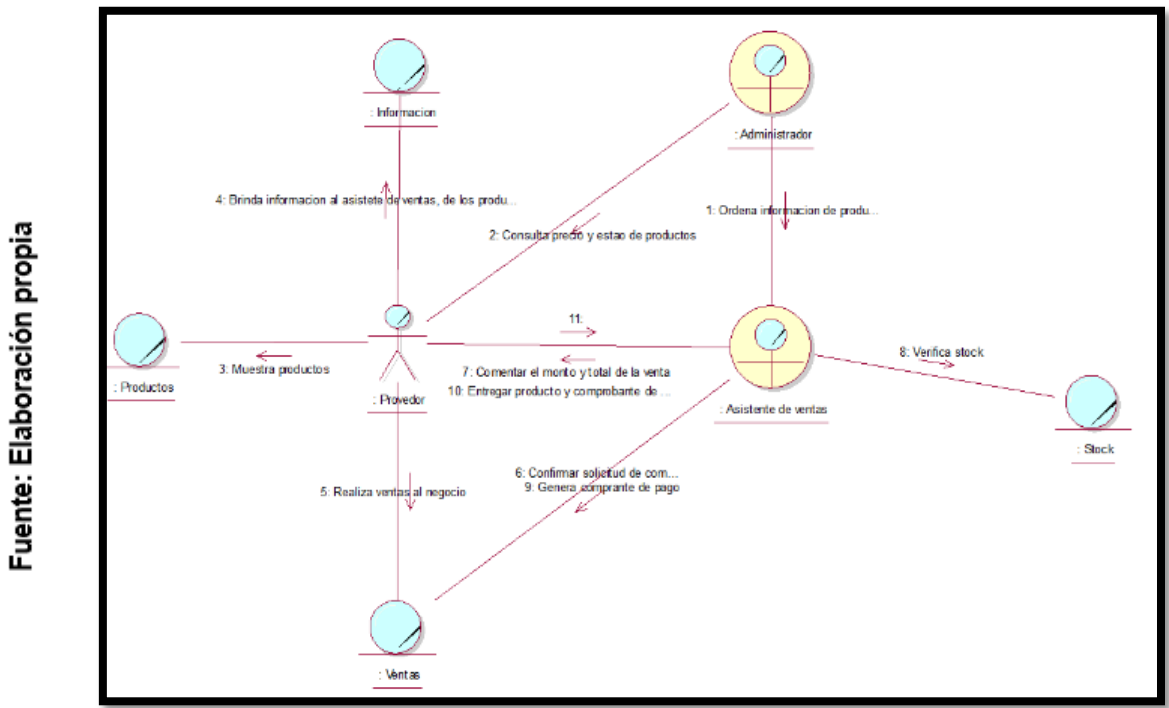 Fuente: Elaboración propia
: Informacion
: Administrador
4: Brinda informacion al asistete de ventas, de los produ...
1: Ordena informacion de produ...
2: Consulta precio y estao de productos
11:
8: Verifica stock
3: Muestra productos
7: Comentar el monto y total de la venta
: Productos
10: Entregar producto y comprobante de ...
: Provedor
: Asistente de ventas
: Stock
6: Confirmar solicitud de com...
9: Genera comprante de pago
5: Realiza ventas al negocio
: Ventas